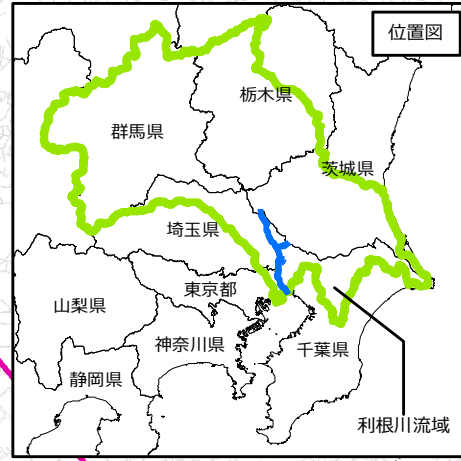 位置図
栃木県
群馬県
茨城県
埼玉県
東京都
山梨県
神奈川県
千葉県
静岡県
利根川流域